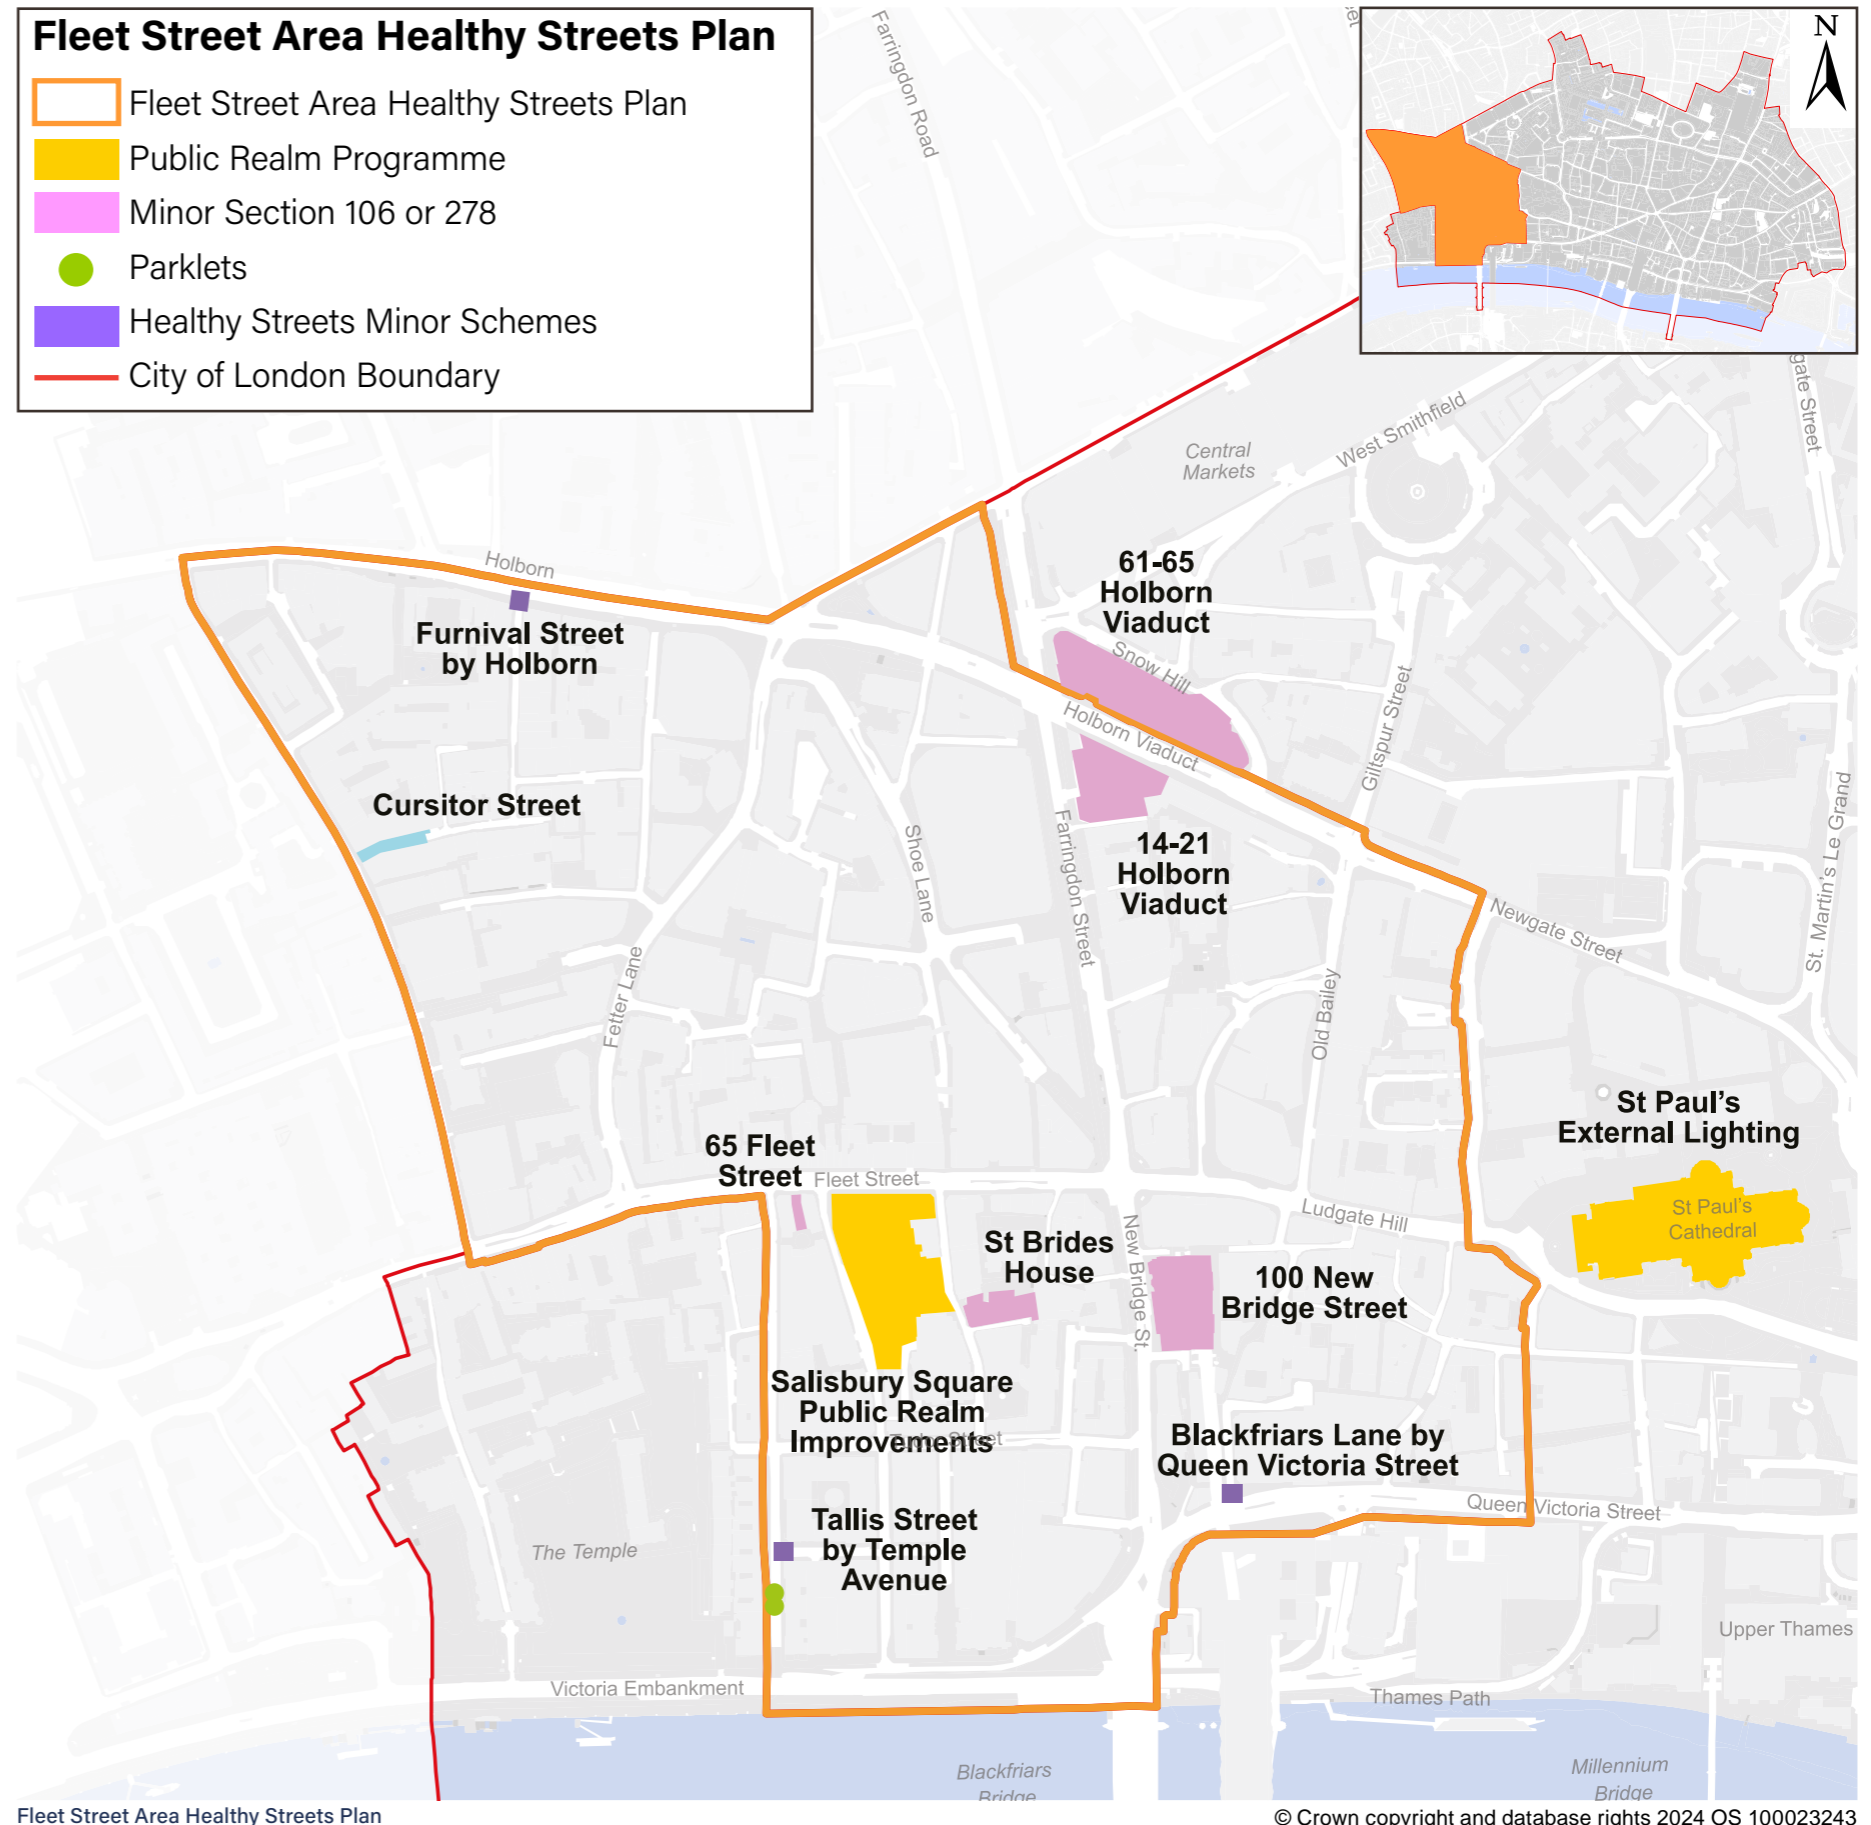 Fleet Street Area Healthy Streets Plan
Fleet Street Area Healthy Streets Plan
Public Realm Programme
Minor Section 106 or 278
Parklets
Healthy Streets Minor Schemes
City of London Boundary
N
Farringdon Road
gate Street
West Smithfield
Central
Markets
Holborn
61-65
Holborn
Viaduct
Furnival Street
by Holborn
Snow Hill
Holborn Viaduct
Giltspur Street
Cursitor Street
14-21
Holborn
Viaduct
Shoe Lane
Farringdon Street
St. Martin's Le Grand
Newgate Street
Fetter Lane
Old Bailey
St Paul's
External Lighting
65 Fleet
Street
Fleet Street
Ludgate Hill
St Paul's
Cathedral
St Brides
House
New Bridge St.
100 New
Bridge Street
Salisbury Square
Public Realm
Improvements
Tudor Street
Blackfriars Lane by
Queen Victoria Street
Queen Victoria Street
Tallis Street
by Temple
Avenue
The Temple
Upper Thames
Victoria Embankment
Thames Path
Blackfriars
Bridge
Millennium
Bridge
Fleet Street Area Healthy Streets Plan
© Crown copyright and database rights 2024 OS 100023243